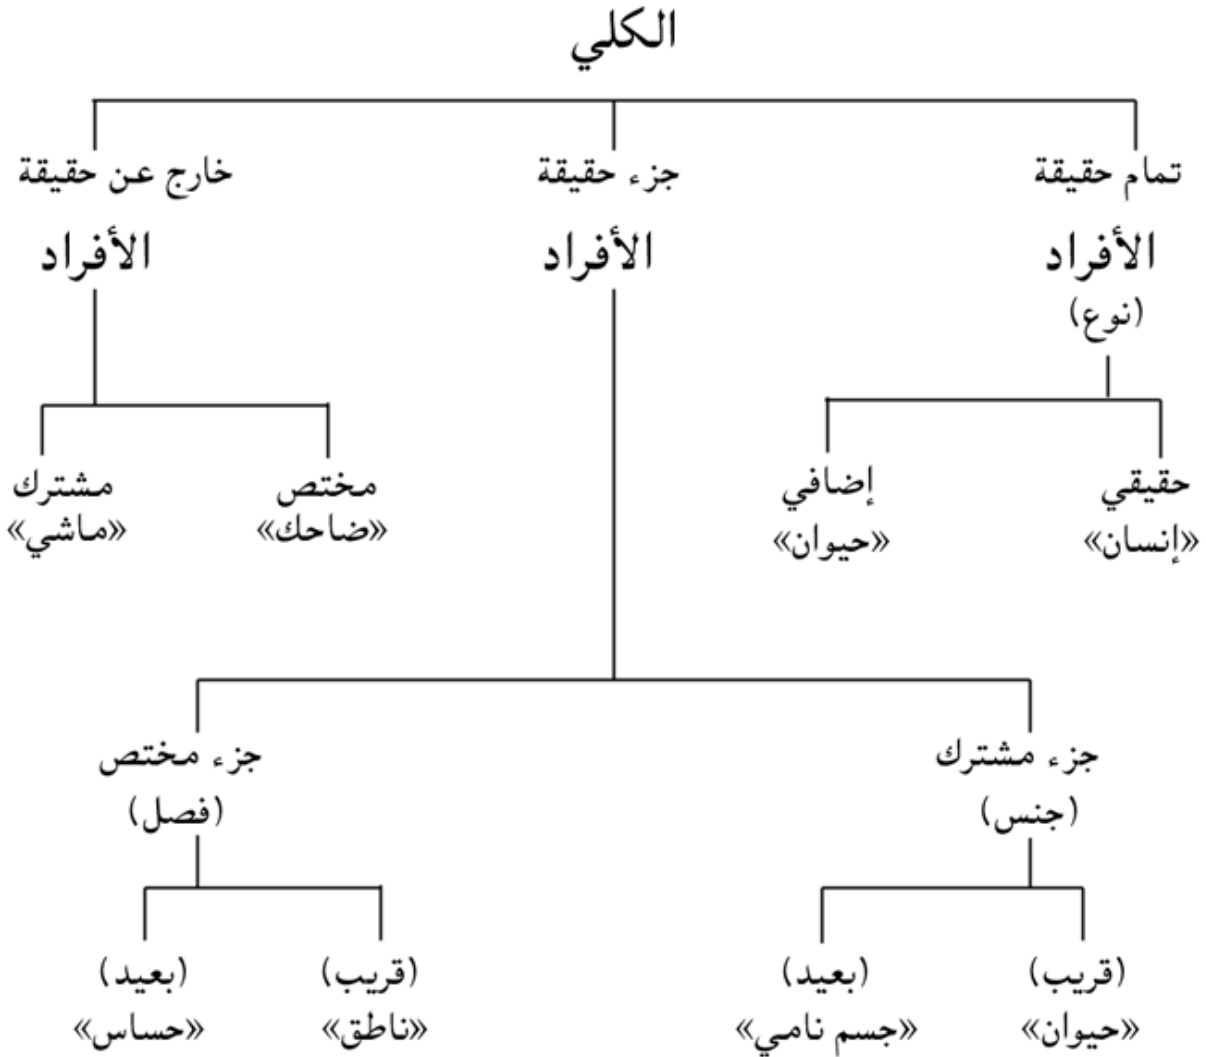 الكلي
تمام حقيقة
الأفراد
(نوع)
جزء حقيقة
الأفراد
خارج عن حقيقة
الأفراد
حقيقي
«إنسان»
إضافي
«حيوان»
مختص
«ضاحك»
مشترك
«ماشي»
جزء مشترك
(جنس)
جزء مختص
(فصل)
(قريب)
«حيوان»
(بعيد)
«جسم نامي»
(قريب)
«ناطق»
(بعيد)
«حساس»